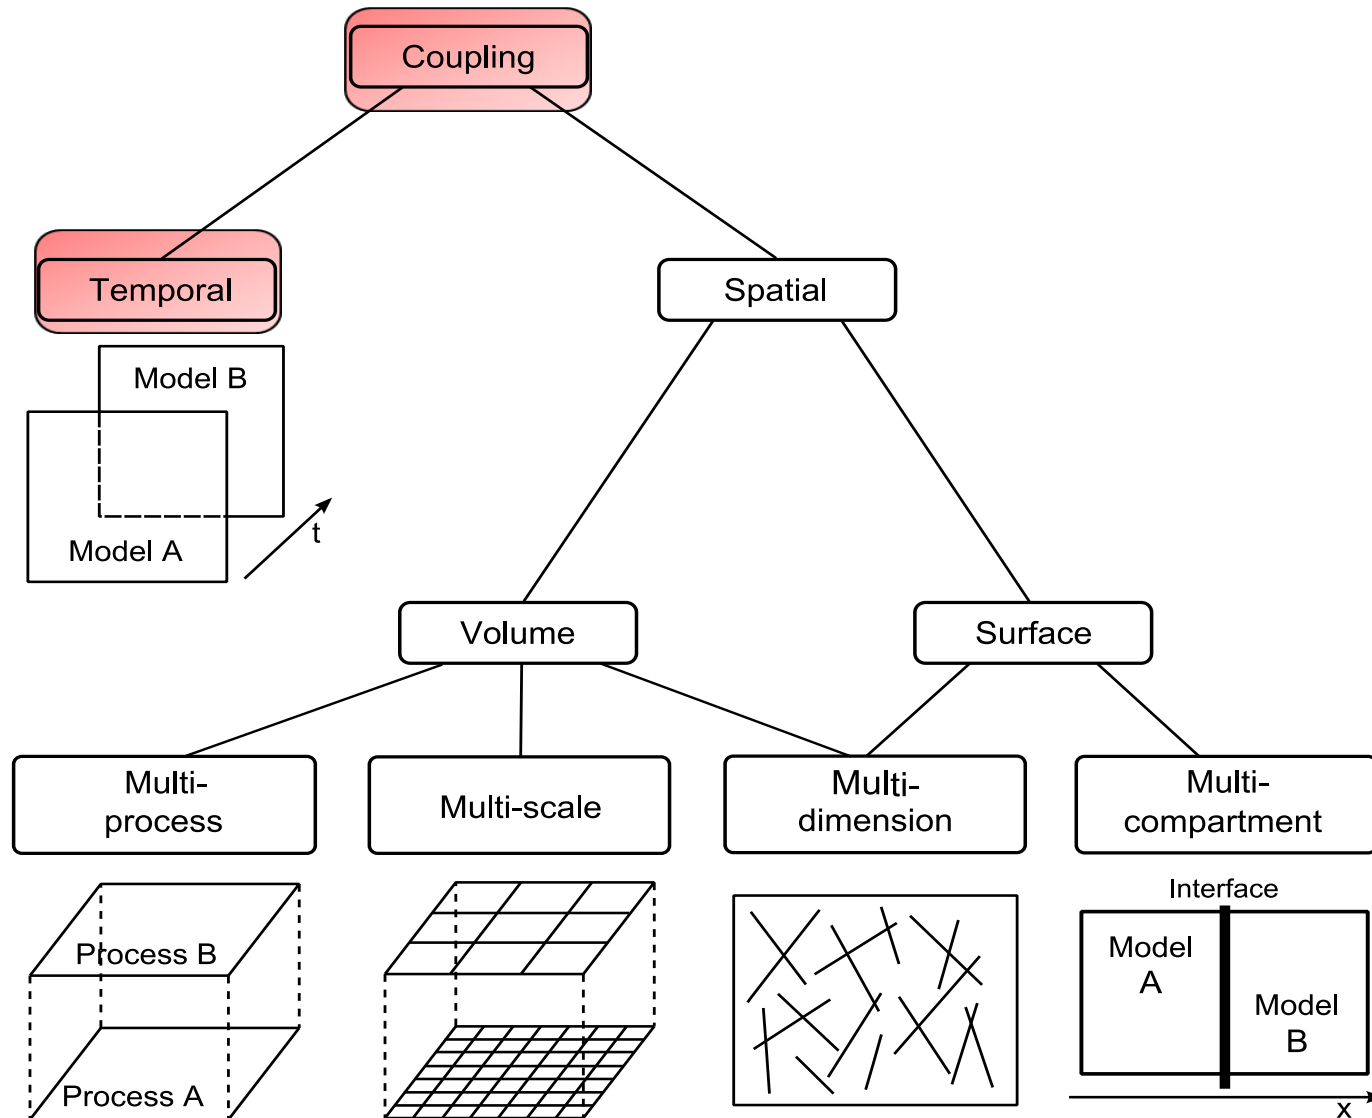 Coupling
Temporal
Spatial
Model B
Model A
t
Volume
Surface
Multi-
process
Multi-scale
Multi-
dimension
Multi-
compartment
Process B
Process A
Interface
Model
A
Model
B
x